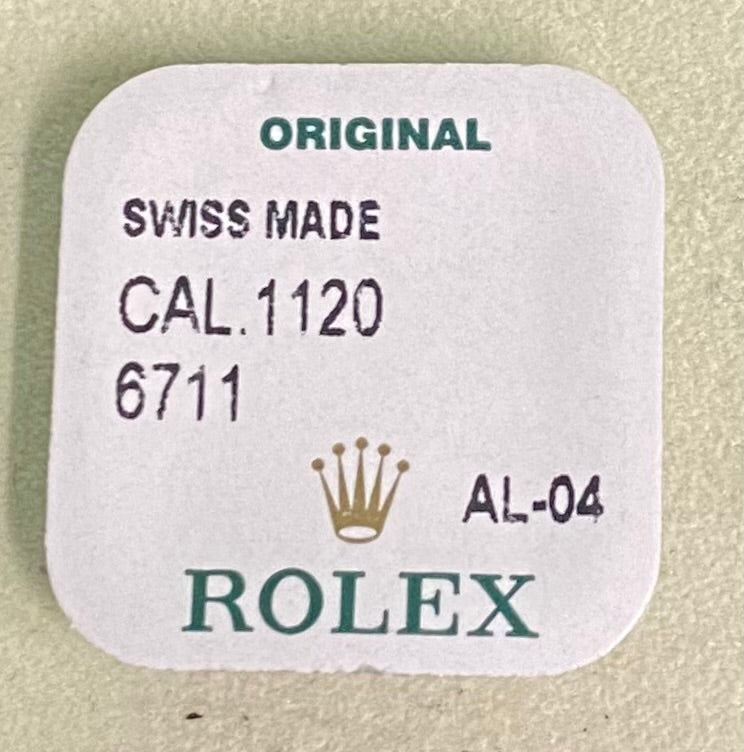 ORIGINAL
SWISS MADE
CAL.1120
6711
AL-04
ROLEX